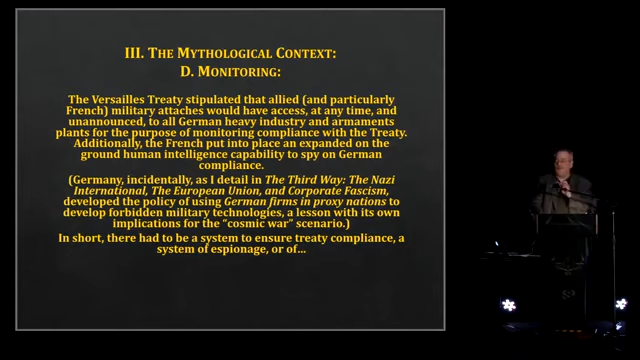 III. THE MYTHOLOGICAL CONTEXT:
D. MONITORING:
The Versailles Treaty stipulated that allied (and particularly
French) military attaches would have access, at any time, and
unannounced, to all German heavy industry and armaments
plants for the purpose of monitoring compliance with the Treaty.
Additionally, the French put into place an expanded on the
ground human intelligence capability to spy on German
compliance.
(Germany, incidentally, as I detail in The Third Way: The Nazi
International, The European Union, and Corporate Fascism,
developed the policy of using German firms in proxy nations to
develop forbidden military technologies, a lesson with its own
implications for the "cosmic war" scenario.)
In short, there had to be a system to ensure treaty compliance, a
system of espionage, or of...